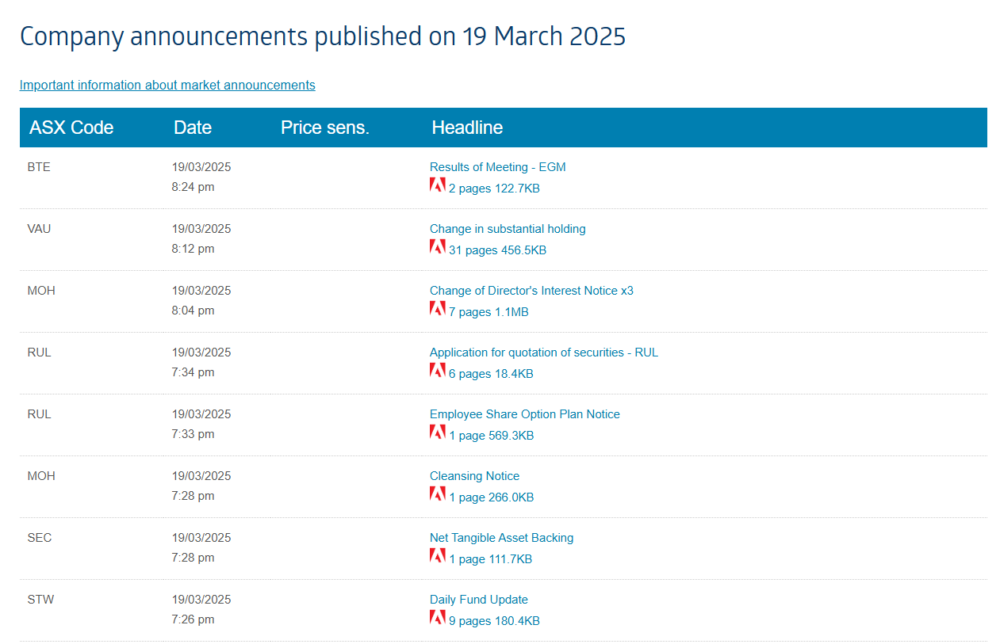 Company announcements published on 19 March 2025
Important information about market announcements
ASX Code Date Price sens. Headline
BTE 19/03/2025 Results of Meeting - EGM
8:24 pm 2 pages 122.7KB
VAU 19/03/2025 Change in substantial holding
8:12 pm 31 pages 456.5KB
MOH 19/03/2025 Change of Director's Interest Notice x3
8:04 pm 7 pages 1.1MB
RUL 19/03/2025 Application for quotation of securities - RUL
7:34 pm 6 pages 18.4KB
RUL 19/03/2025 Employee Share Option Plan Notice
7:33 pm 1 page 569.3KB
MOH 19/03/2025 Cleansing Notice
7:28 pm 1 page 266.0KB
SEC 19/03/2025 Net Tangible Asset Backing
7:28 pm 1 page 111.7KB
STW 19/03/2025 Daily Fund Update
7:26 pm 9 pages 180.4KB